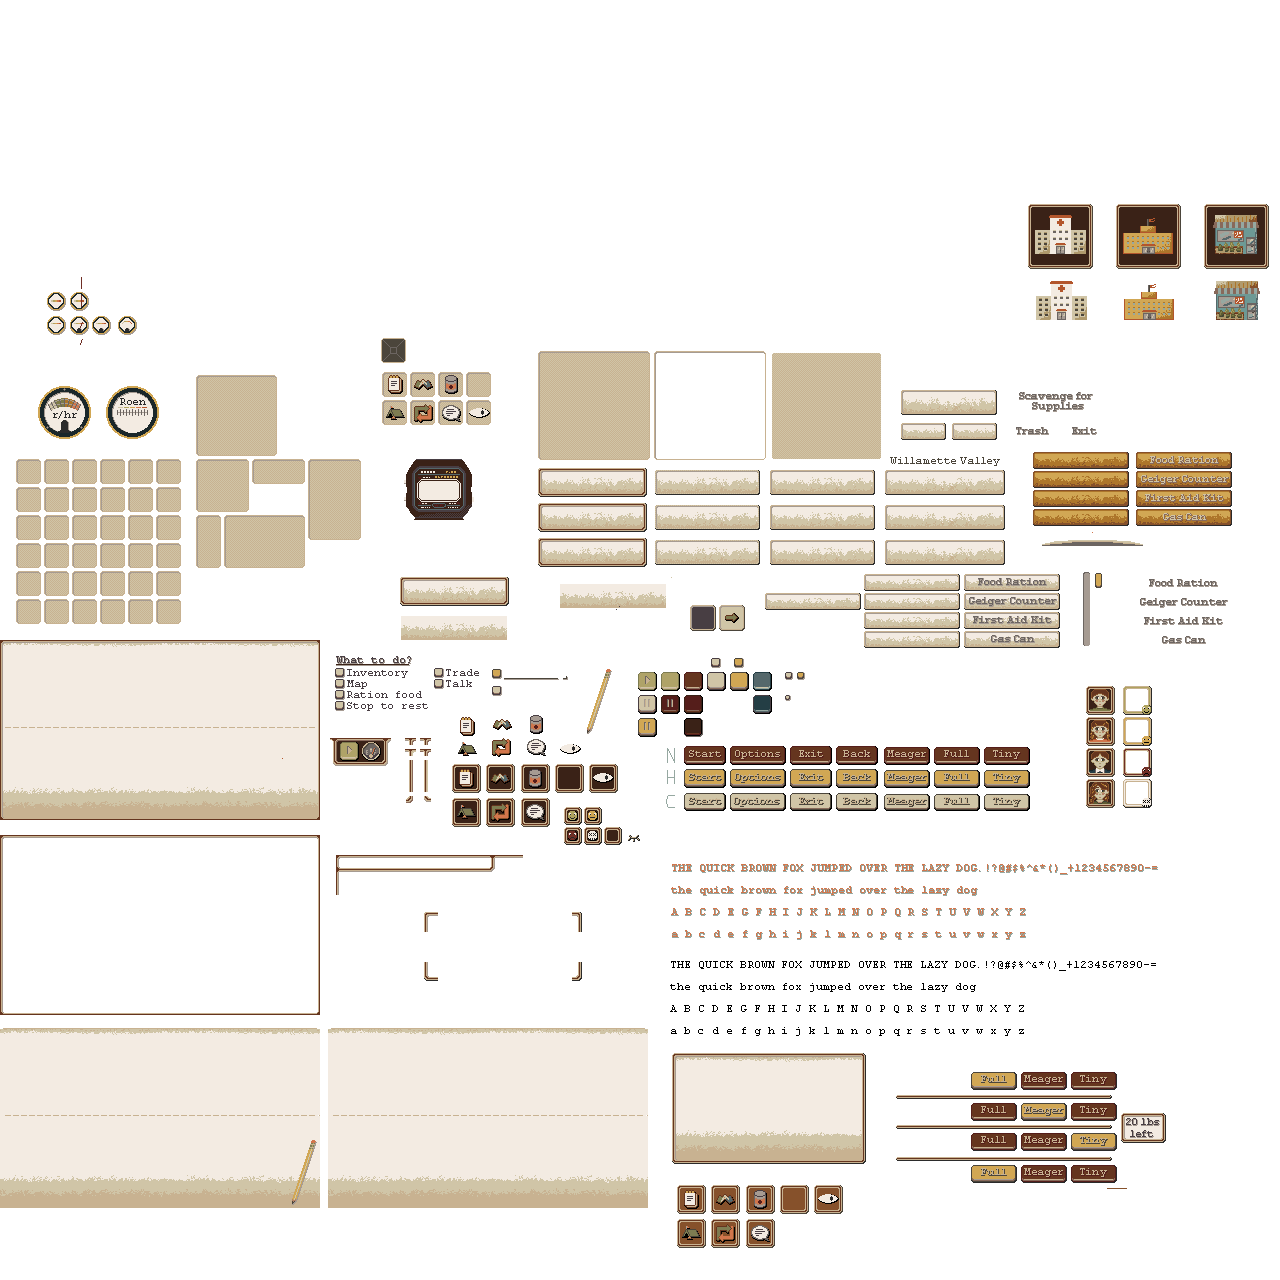 r/hr
Roen
Scavenge for
Supplies
Trash Exit
Willamette Valley
Food Ration
Geiger Counter
First Aid Kit
Gas Can
Food Ration
Geiger Counter
First Aid Kit
Gas Can
Food Ration
Geiger Counter
First Aid Kit
Gas Can
What to do?
Inventory Trade
Map Talk
Ration food
Stop to rest
N Start Options Exit Back Meager Full Tiny
H Start Options Exit Back Meager Full Tiny
C Start Options Exit Back Meager Full Tiny
THE QUICK BROWN FOX JUMPED OVER THE LAZY DOG.!?@#$%^&*()_+1234567890-=
the quick brown fox jumped over the lazy dog
A B C D E G F H I J K L M N O P Q R S T U V W X Y Z
a b c d e f g h i j k l m n o p q r s t u v w x y z
THE QUICK BROWN FOX JUMPED OVER THE LAZY DOG.!?@#$%^&*()_+1234567890-=
the quick brown fox jumped over the lazy dog
A B C D E G F H I J K L M N O P Q R S T U V W X Y Z
a b c d e f g h i j k l m n o p q r s t u v w x y z
Full Meager Tiny
Full Meager Tiny
20 lbs
left
Full Meager Tiny
Full Meager Tiny